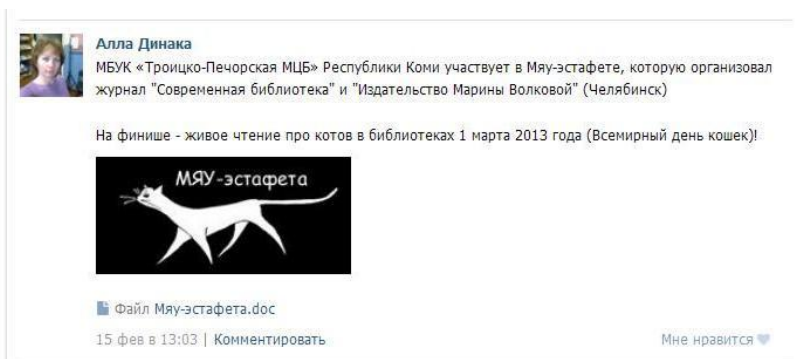 Алла Динака
МБУК «Троицко-Печорская МЦБ» Республики Коми участвует в Мяу-эстафете, которую организовал
журнал "Современная библиотека" и "Издательство Марины Волковой" (Челябинск)
На финише - живое чтение про котов в библиотеках 1 марта 2013 года (Всемирный день кошек)!
МЯУ-эстафета
Файл Мяу-эстафета.doc
15 фев в 13:03 | Комментировать Мне нравится